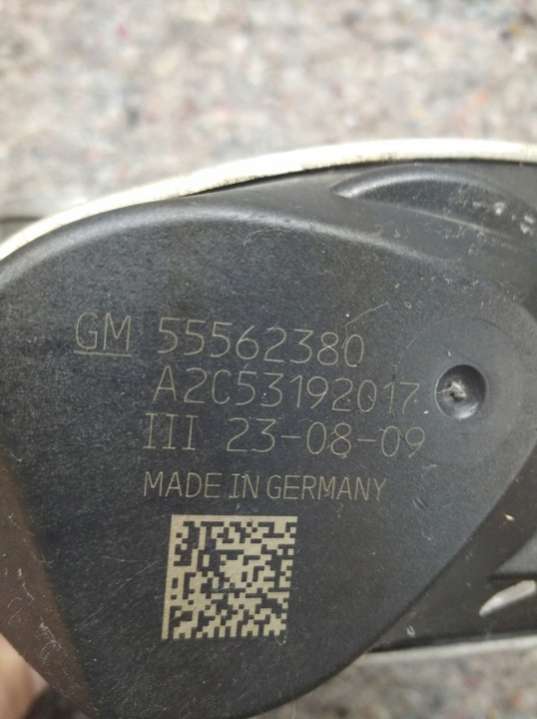 GM 55562380
A2C53192017
III 23-08-09
MADE IN GERMANY